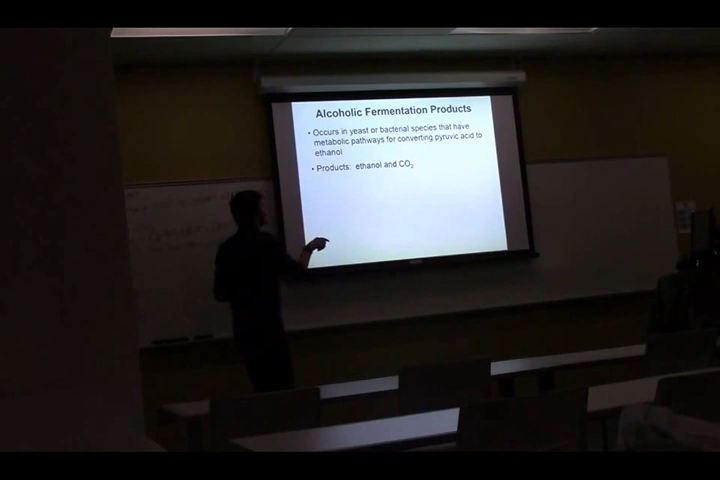 Alcoholic Fermentation Products
• Occurs in yeast or bacterial species that have
metabolic pathways for converting pyruvic acid to
ethanol
• Products: ethanol and CO₂